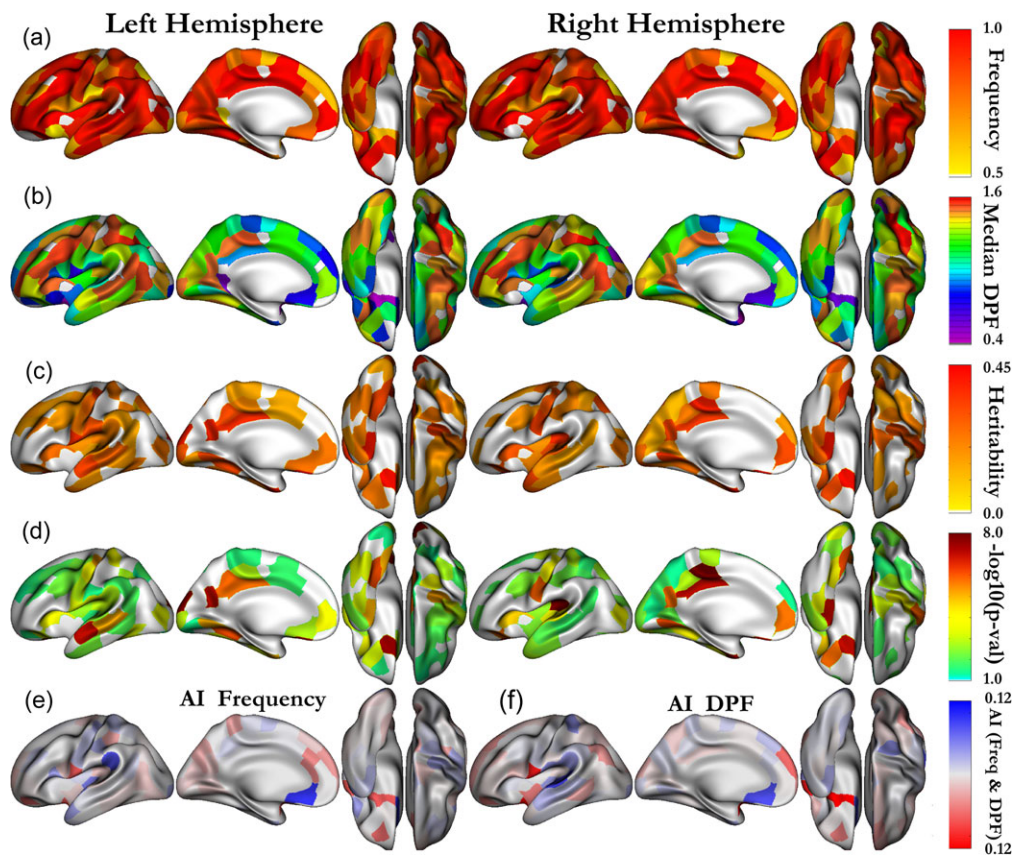 Left Hemisphere
Right Hemisphere
(a)
1.0
Frequency
0.5
(b)
1.6
Median DPF
0.4
(c)
0.45
Heritability
0.0
(d)
8.0
-log10(p-val)
1.0
(e)
AI Frequency
(f)
AI DPF
0.12
AI (Freq & DPF)
0.12